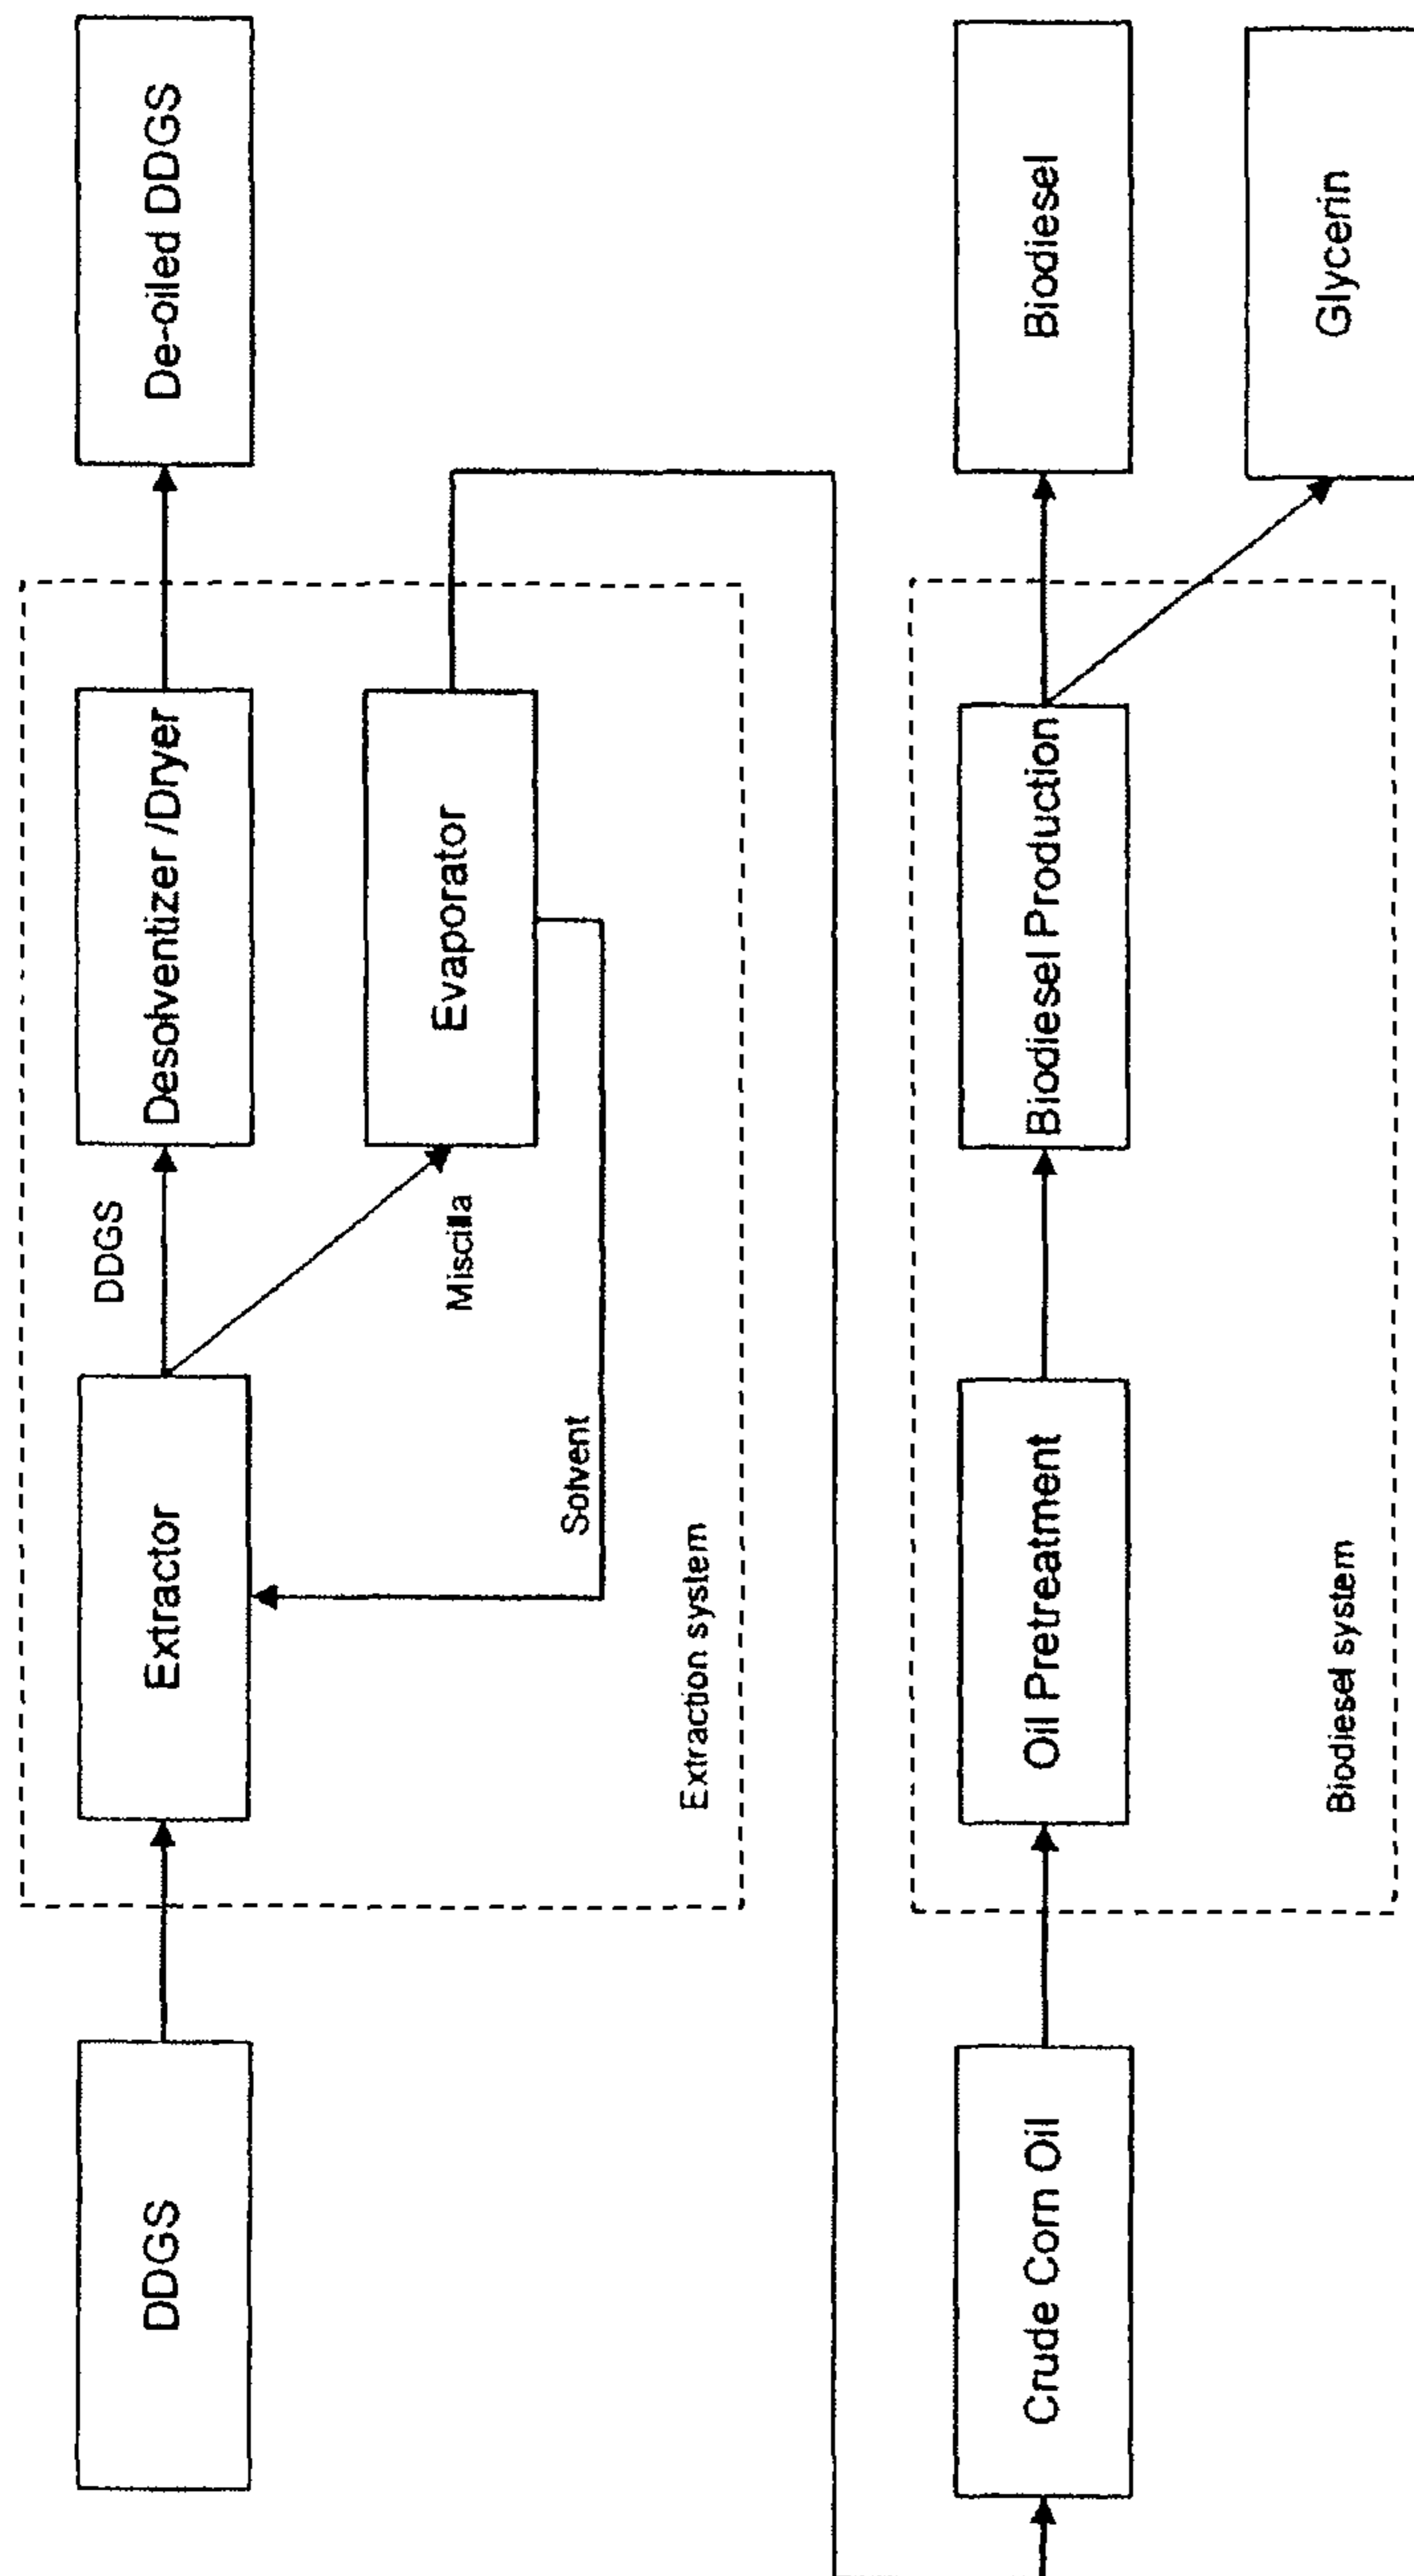 DDGS
Extractor
DDGS
Desolventizer /Dryer
De-oiled DDGS
Miscilla
Evaporator
Solvent
Extraction system
Crude Corn Oil
Oil Pretreatment
Biodiesel Production
Biodiesel
Glycerin
Biodiesel system